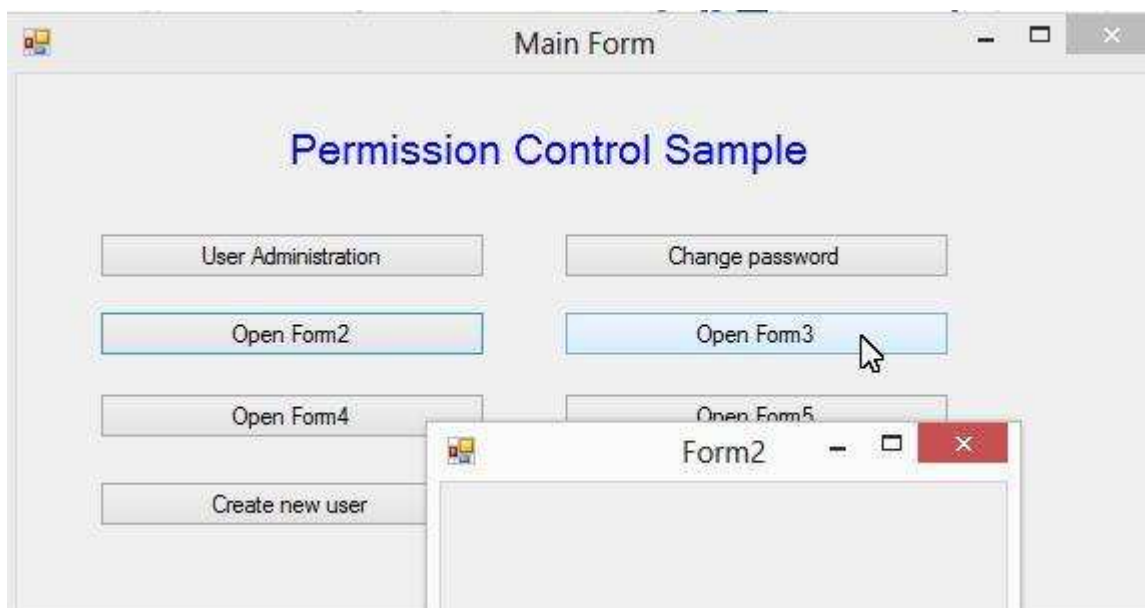 Main Form
Permission Control Sample
User Administration
Change password
Open Form2
Open Form3
Open Form4
Open Form5
Form2
Create new user